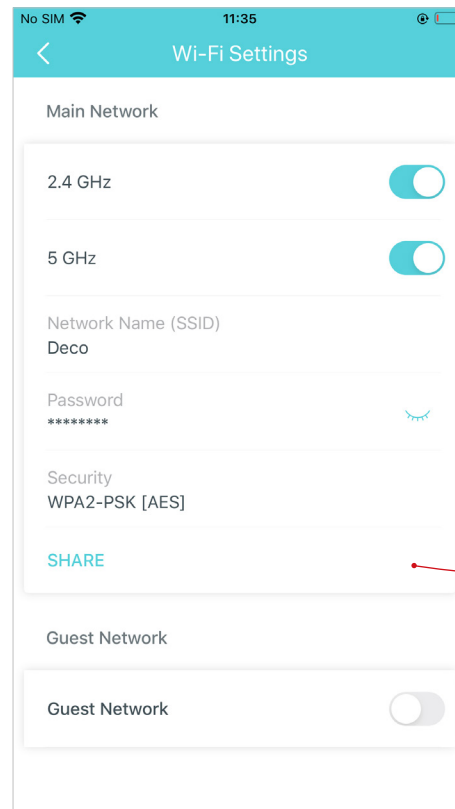 No SIM 11:35
Wi-Fi Settings
Main Network
2.4 GHz
5 GHz
Network Name (SSID)
Deco
Password
********
Security
WPA2-PSK [AES]
SHARE
Guest Network
Guest Network